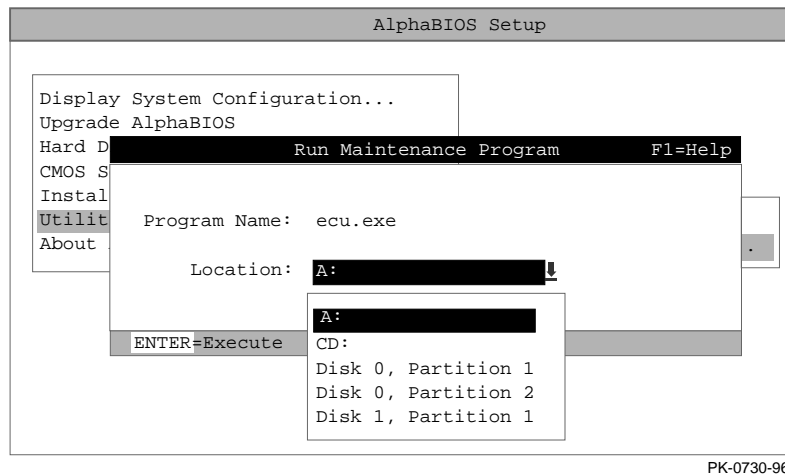 AlphaBIOS Setup
Display System Configuration...
Upgrade AlphaBIOS
Hard D
Run Maintenance Program F1=Help
CMOS S
Instal
Utilit
Program Name: ecu.exe
About
.
Location: A:
A:
ENTER=Execute
CD:
Disk 0, Partition 1
Disk 0, Partition 2
Disk 1, Partition 1
PK-0730-96